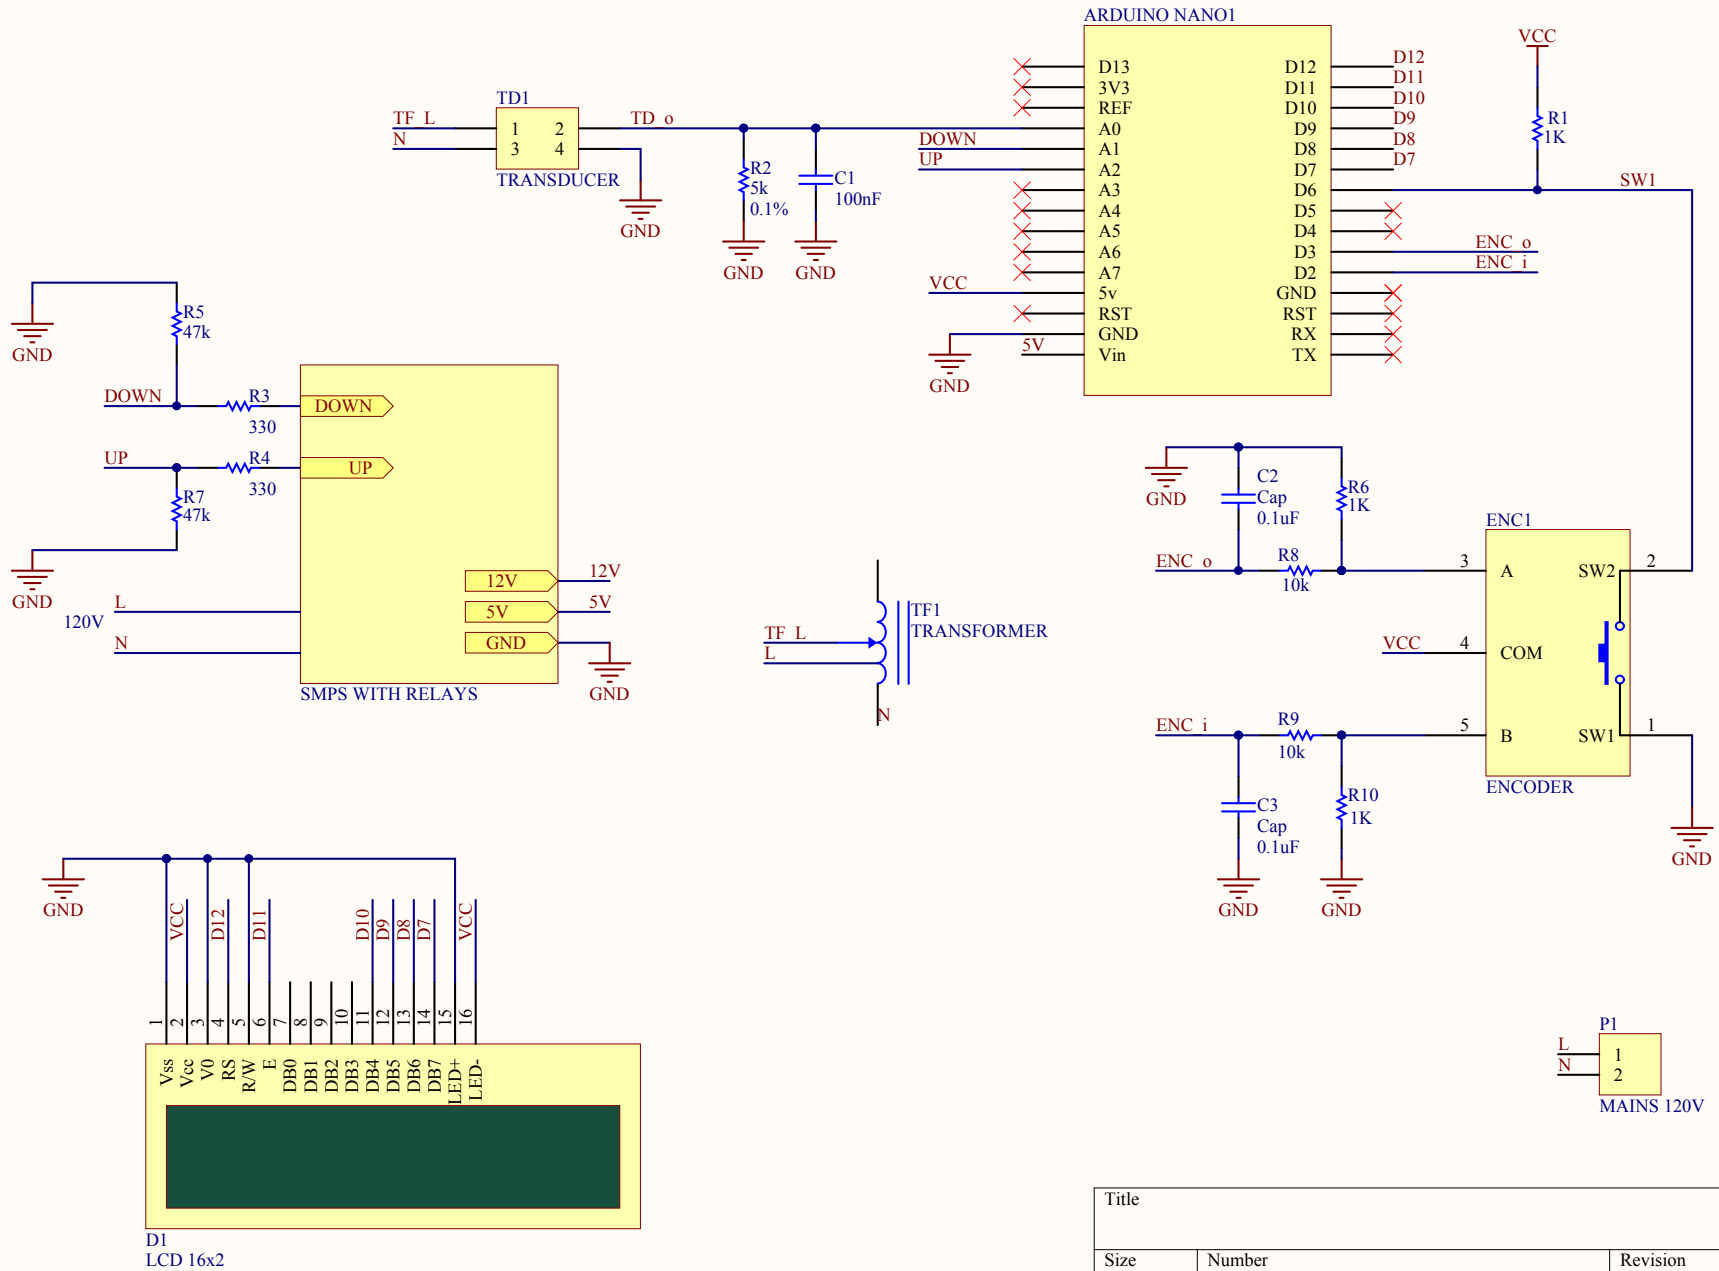 ARDUINO NANO1
D13
3V3
REF
A0
A1
A2
A3
A4
A5
A6
A7
5v
RST
GND
Vin
D12
D11
D10
D9
D8
D7
D6
D5
D4
D3
D2
GND
RST
RX
TX
D12
D11
D10
D9
D8
D7
VCC
R1
1K
SW1
ENC_o
ENC_i
TD1
TF_L
N
1 2
3 4
TRANSDUCER
TD_o
GND
R2
5k
0.1%
GND
C1
100nF
GND
DOWN
UP
VCC
5V
GND
GND
R5
47k
DOWN
R3
330
DOWN
UP
R4
330
UP
R7
47k
GND
L
120V
N
12V
5V
GND
12V
5V
GND
SMPS WITH RELAYS
TF_L
L
N
TF1
TRANSFORMER
GND
C2
Cap
0.1uF
R6
1K
ENC_o
R8
10k
ENC1
3 A
4 COM
5 B
SW2 2
SW1 1
VCC
ENCODER
GND
ENC_i
R9
10k
C3
Cap
0.1uF
R10
1K
GND
GND
GND
VCC
D12
D11
D10
D9
D8
D7
VCC
1 2 3 4 5 6 7 8 9 10 11 12 13 14 15 16
Vss
Vcc
V0
RS
R/W
E
DB0
DB1
DB2
DB3
DB4
DB5
DB6
DB7
LED+
LED-
D1
LCD 16x2
P1
L 1
N 2
MAINS 120V
Title
Size Number Revision